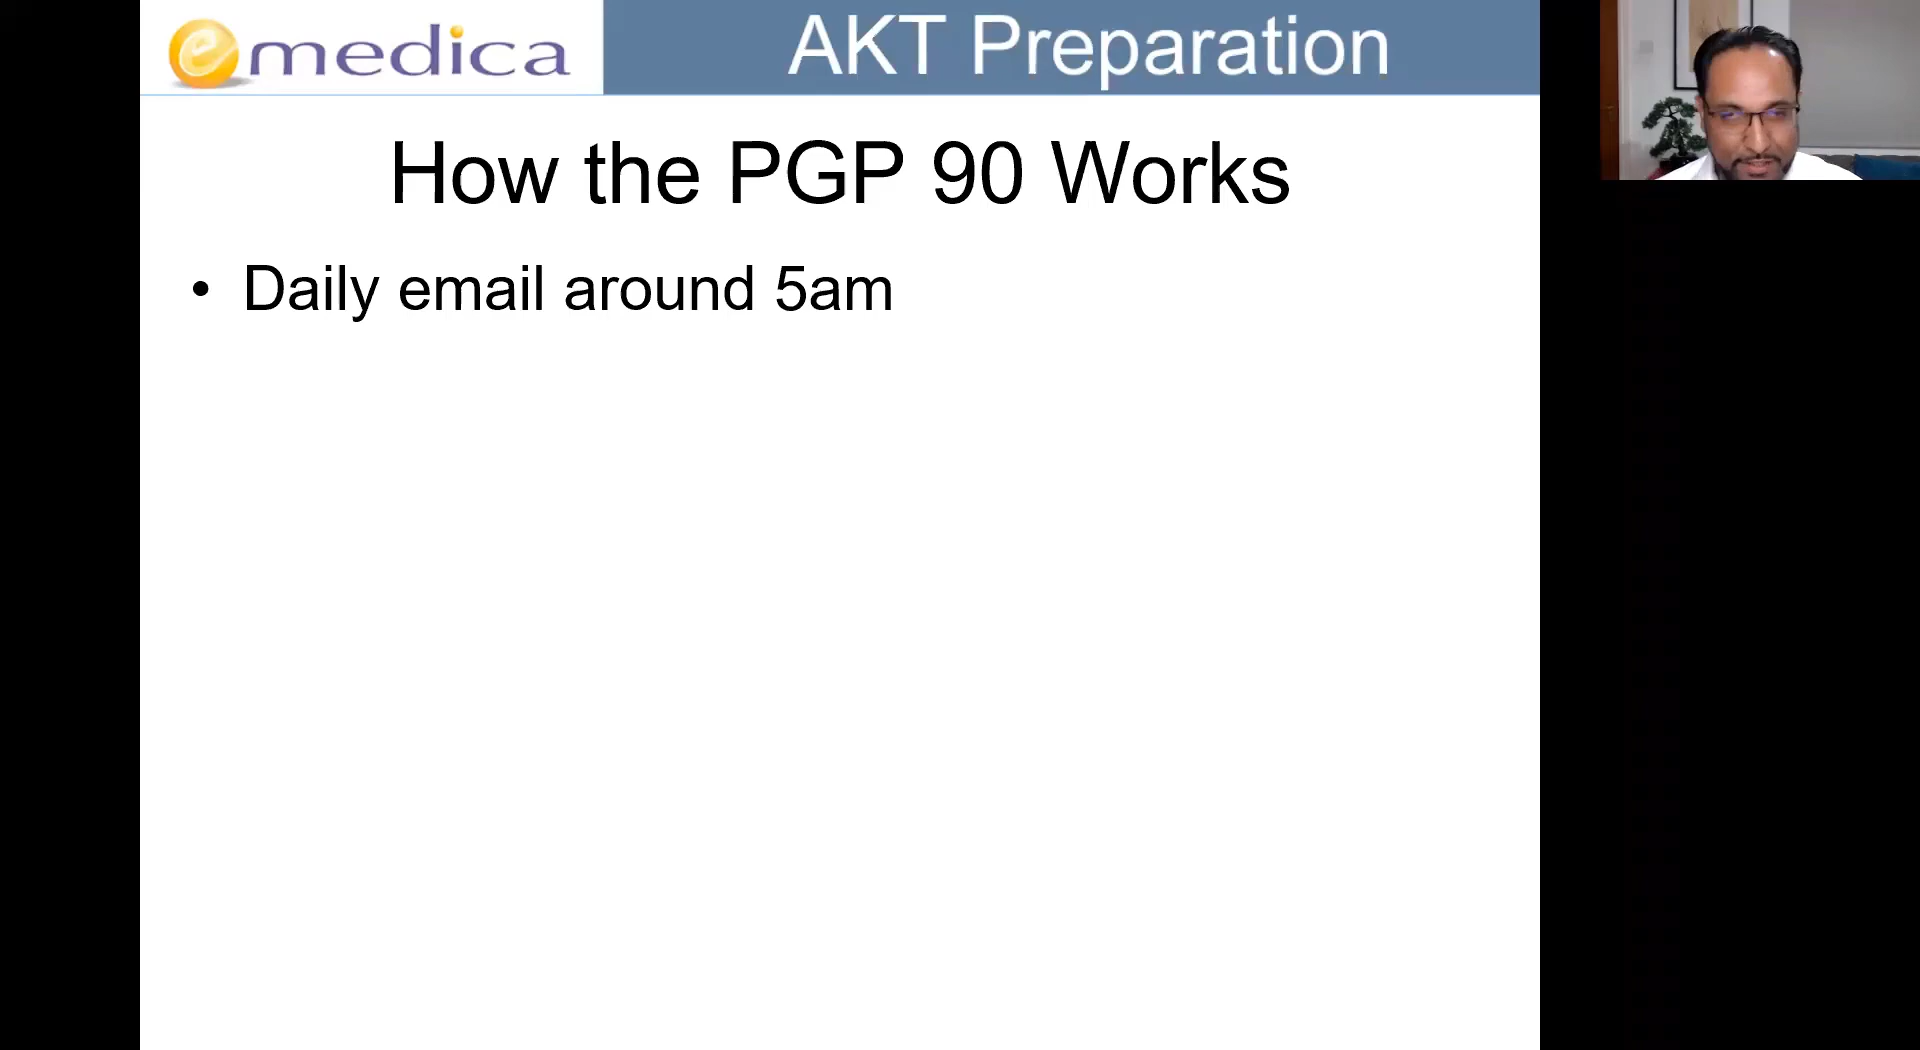 emedica
AKT Preparation
How the PGP 90 Works
• Daily email around 5am